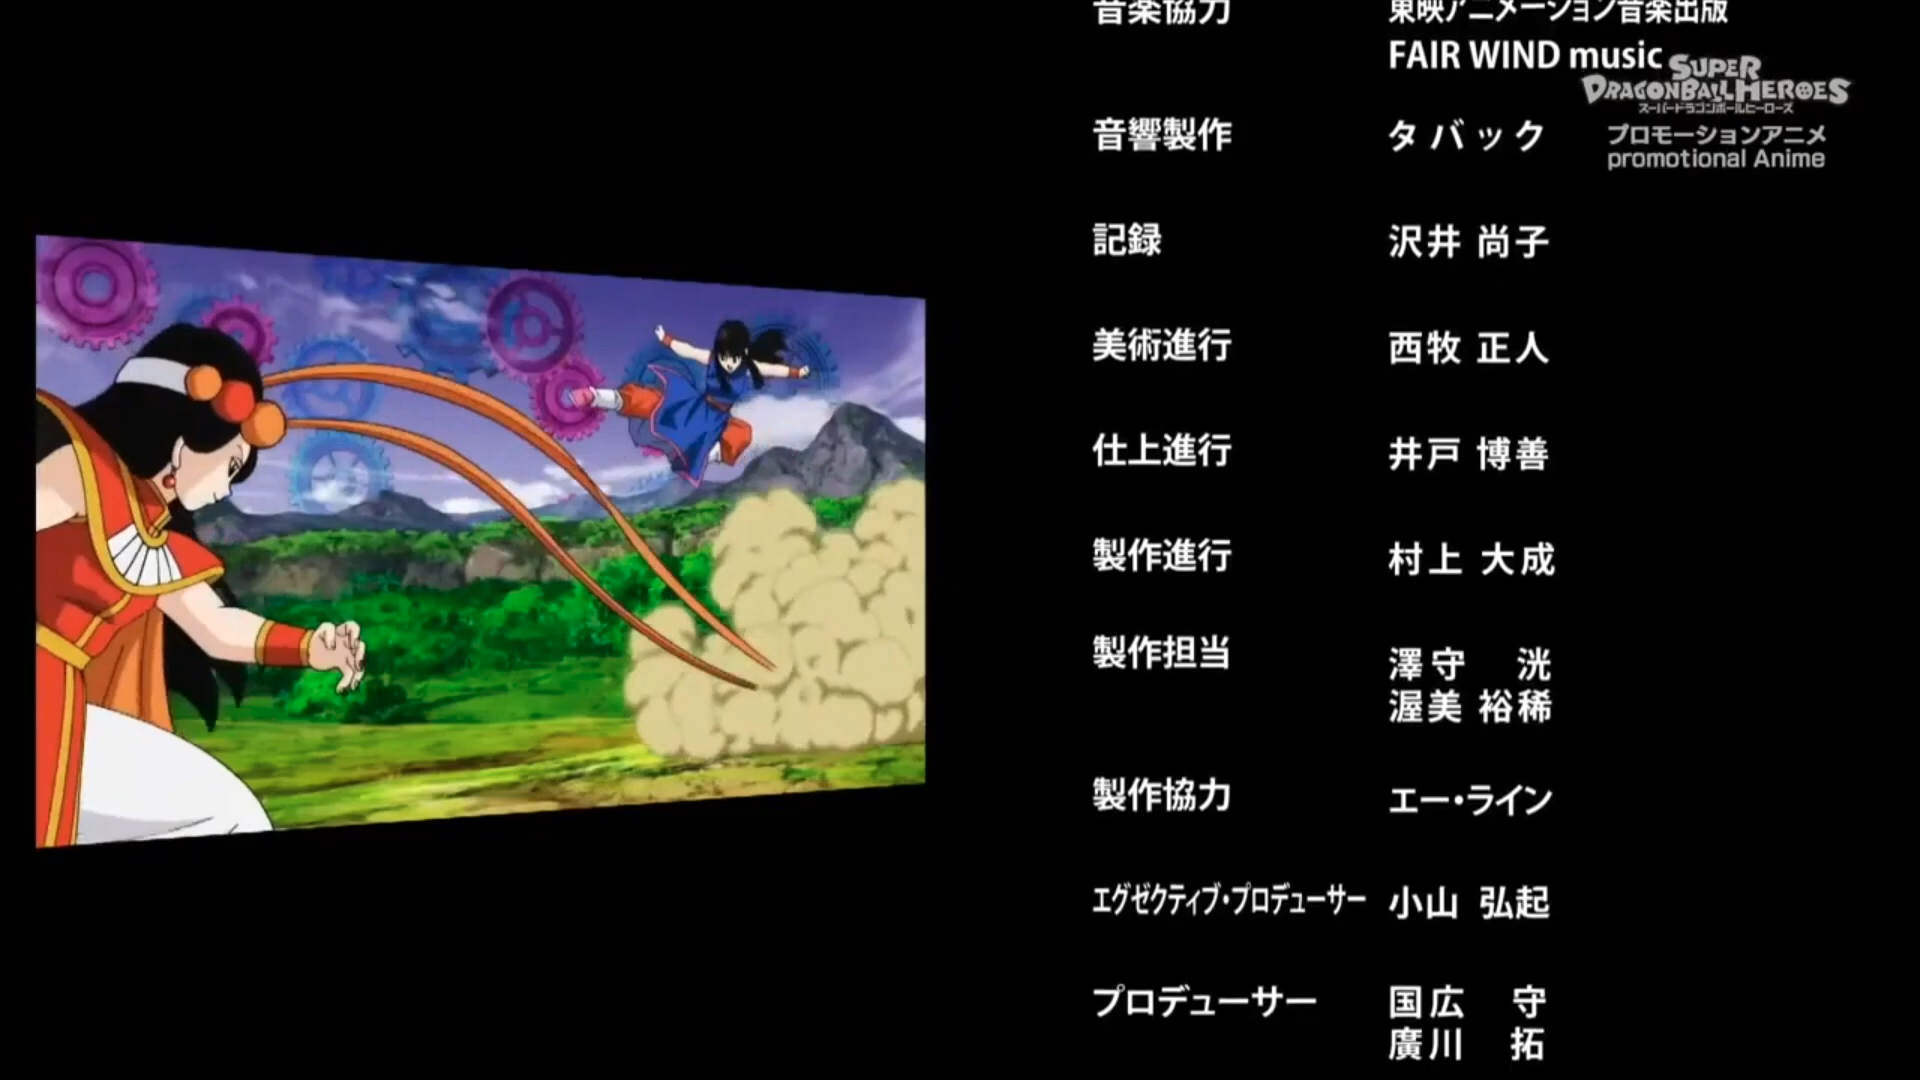 音楽協力 東映アニメーション音楽出版
FAIR WIND music
SUPER
DRAGONBALL HEROES
スーパードラゴンボールヒーローズ
プロモーションアニメ
promotional Anime
音響製作 タバック
記録 沢井 尚子
美術進行 西牧 正人
仕上進行 井戸 博善
製作進行 村上 大成
製作担当 澤守 洸
渥美 裕稀
製作協力 エー・ライン
エグゼクティブ・プロデューサー 小山 弘起
プロデューサー 国広 守
廣川 拓